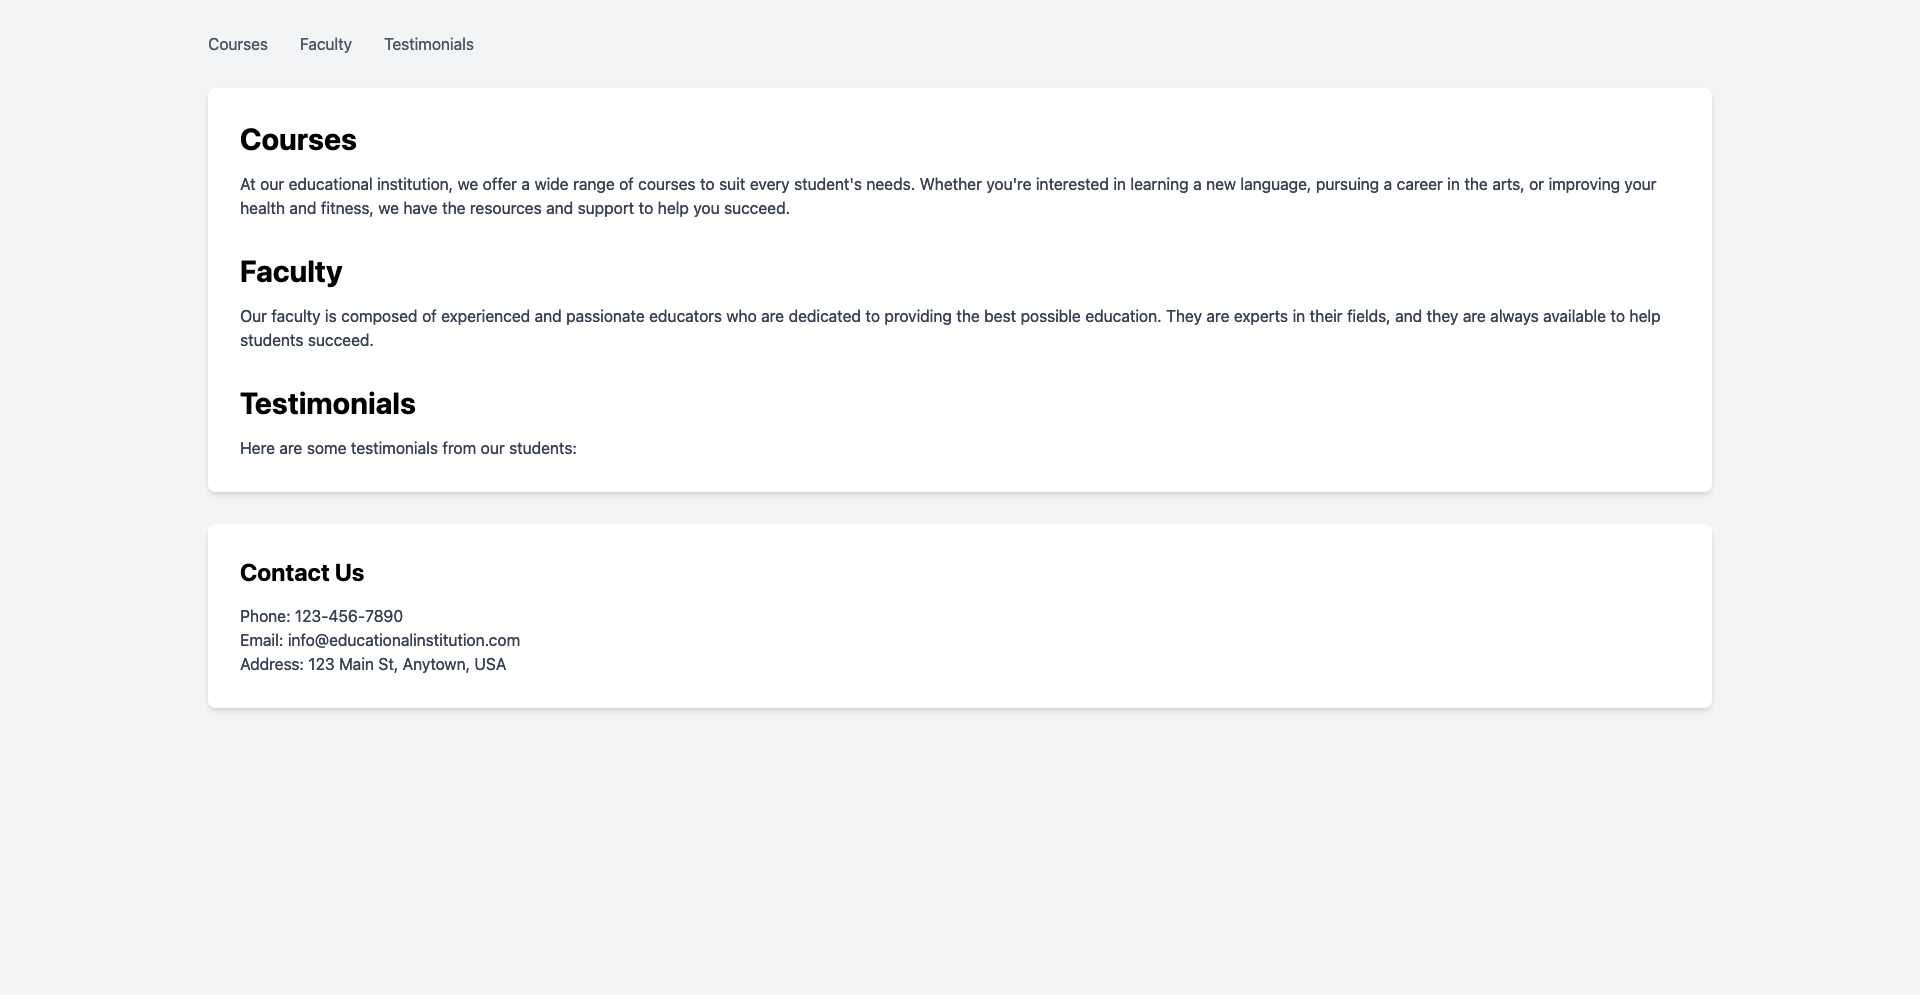 Courses Faculty Testimonials
Courses
At our educational institution, we offer a wide range of courses to suit every student's needs. Whether you're interested in learning a new language, pursuing a career in the arts, or improving your
health and fitness, we have the resources and support to help you succeed.
Faculty
Our faculty is composed of experienced and passionate educators who are dedicated to providing the best possible education. They are experts in their fields, and they are always available to help
students succeed.
Testimonials
Here are some testimonials from our students:
Contact Us
Phone: 123-456-7890
Email: info@educationalinstitution.com
Address: 123 Main St, Anytown, USA